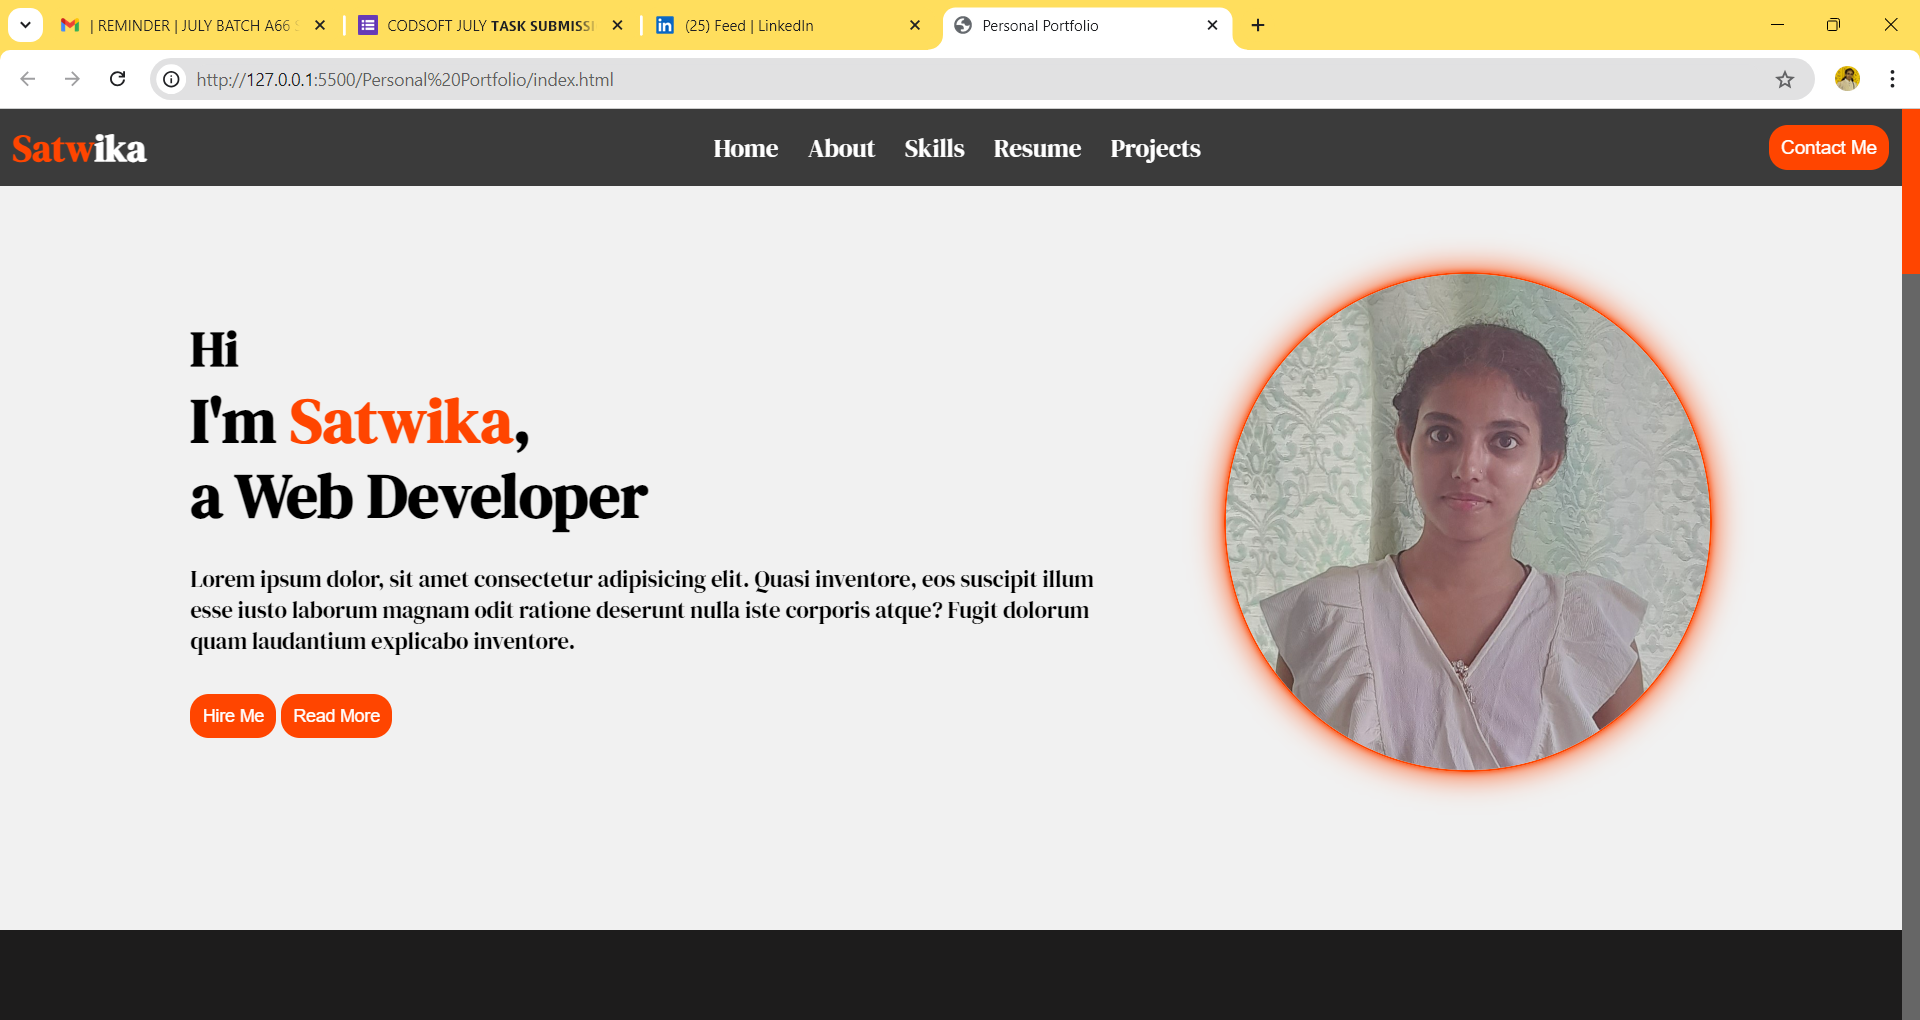 | REMINDER | JULY BATCH A66
CODSOFT JULY TASK SUBMISSI
(25) Feed | LinkedIn
Personal Portfolio
http://127.0.0.1:5500/Personal%20Portfolio/index.html
Satwika
Home About Skills Resume Projects
Contact Me
Hi
I'm Satwika,
a Web Developer
Lorem ipsum dolor, sit amet consectetur adipisicing elit. Quasi inventore, eos suscipit illum
esse iusto laborum magnam odit ratione deserunt nulla iste corporis atque? Fugit dolorum
quam laudantium explicabo inventore.
Hire Me Read More